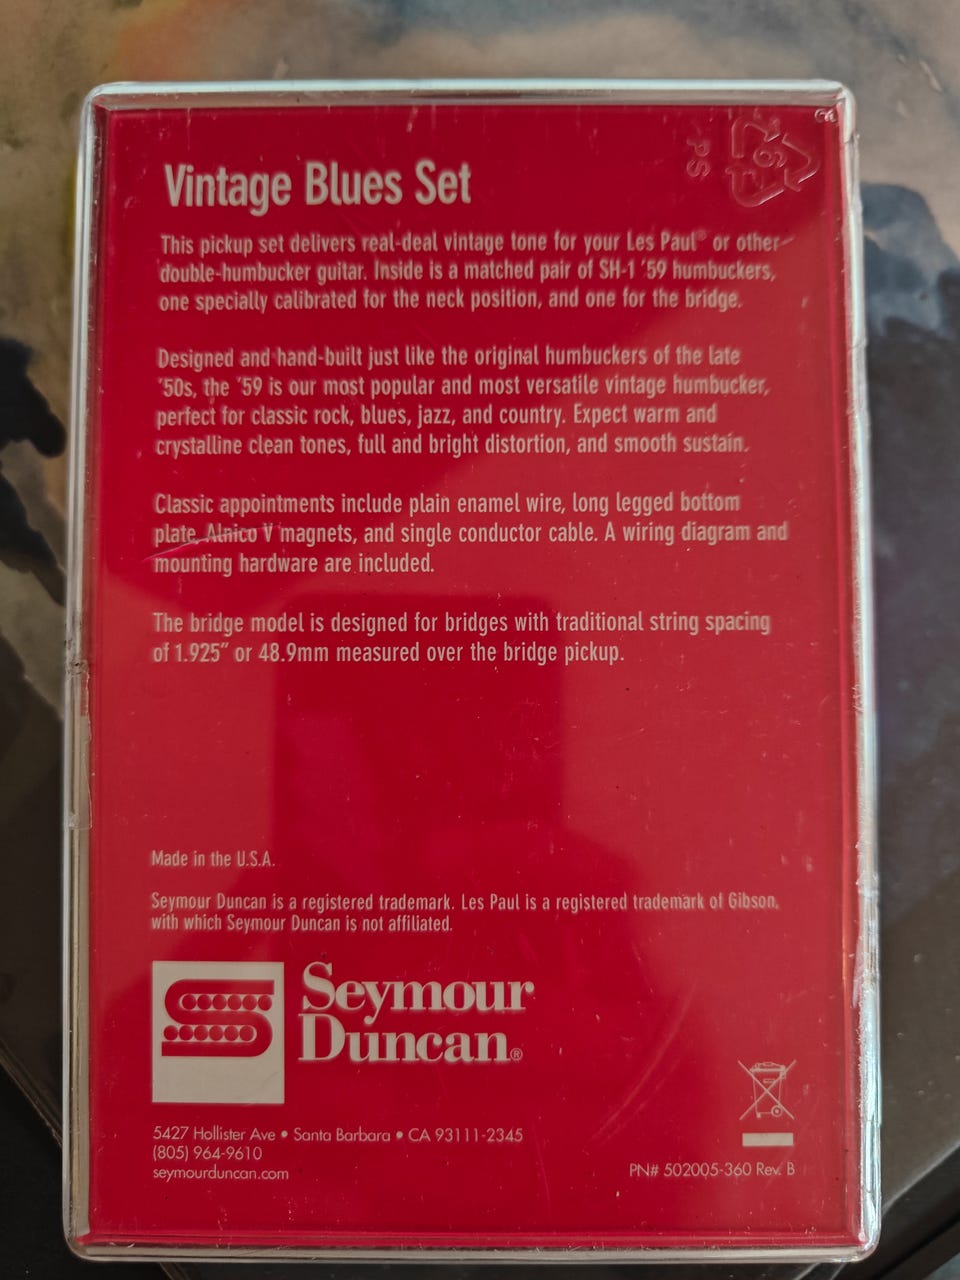 PS
6
Vintage Blues Set
This pickup set delivers real-deal vintage tone for your Les Paul® or other
double-humbucker guitar. Inside is a matched pair of SH-1 ’59 humbuckers,
one specially calibrated for the neck position, and one for the bridge.
Designed and hand-built just like the original humbuckers of the late
’50s, the ’59 is our most popular and most versatile vintage humbucker,
perfect for classic rock, blues, jazz, and country. Expect warm and
crystalline clean tones, full and bright distortion, and smooth sustain.
Classic appointments include plain enamel wire, long legged bottom
plate, Alnico V magnets, and single conductor cable. A wiring diagram and
mounting hardware are included.
The bridge model is designed for bridges with traditional string spacing
of 1.925” or 48.9mm measured over the bridge pickup.
Made in the U.S.A.
Seymour Duncan is a registered trademark. Les Paul is a registered trademark of Gibson,
with which Seymour Duncan is not affiliated.
Seymour
Duncan®
5427 Hollister Ave • Santa Barbara • CA 93111-2345
(805) 964-9610
seymourduncan.com
PN# 502005-360 Rev. B